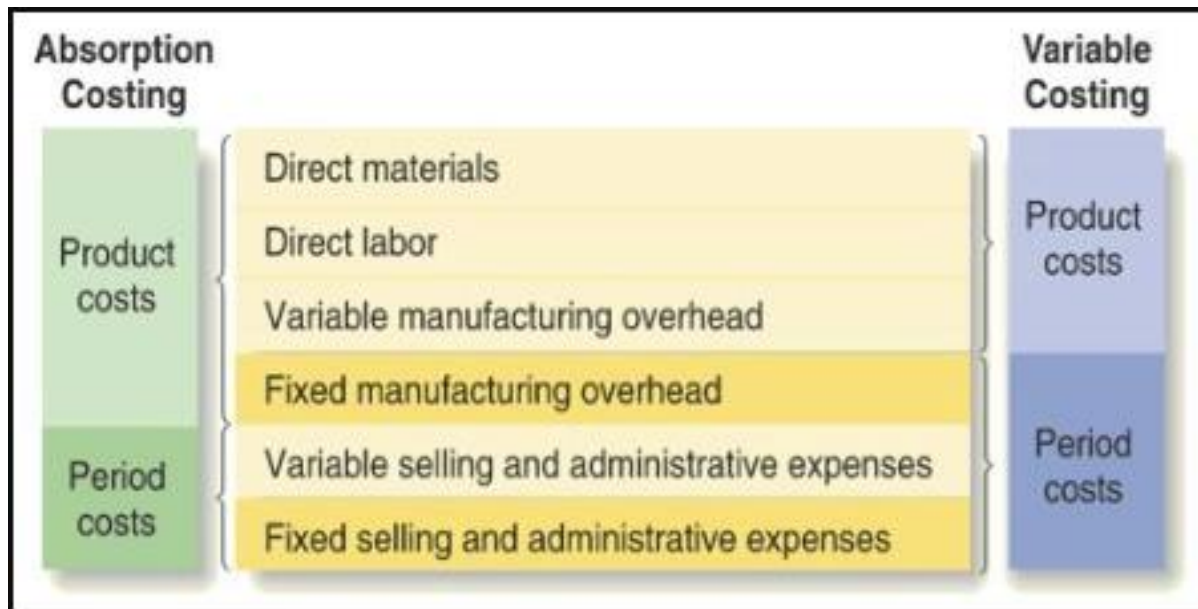 Absorption
Costing
Variable
Costing
Product
costs
Period
costs
Direct materials
Direct labor
Variable manufacturing overhead
Fixed manufacturing overhead
Variable selling and administrative expenses
Fixed selling and administrative expenses
Product
costs
Period
costs